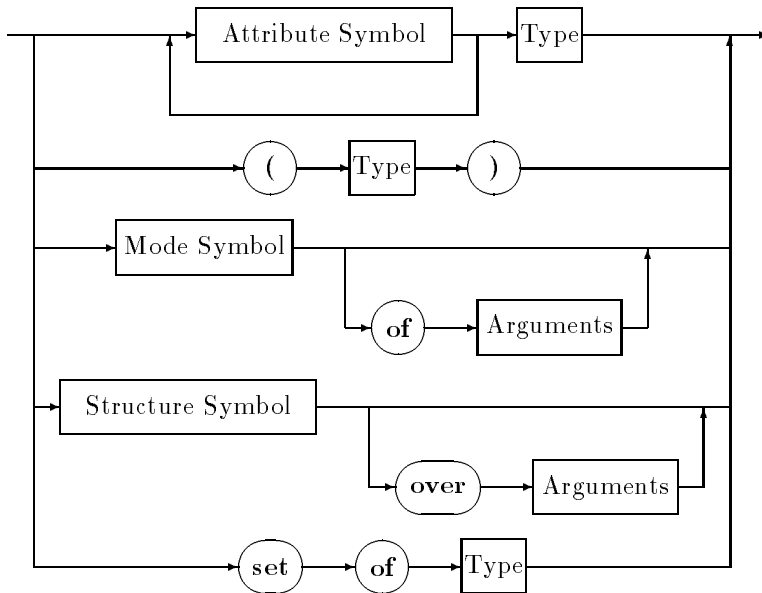 Attribute Symbol Type
( Type )
Mode Symbol
of Arguments
Structure Symbol
over Arguments
set of Type